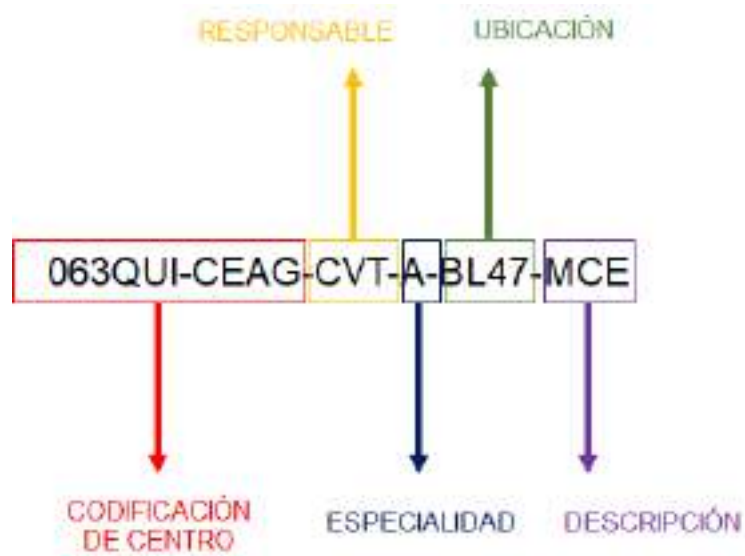 RESPONSABLE UBICACIÓN
063QUI-CEAG-CVT-A-BL47-MCE
CODIFICACIÓN
DE CENTRO
ESPECIALIDAD DESCRIPCIÓN